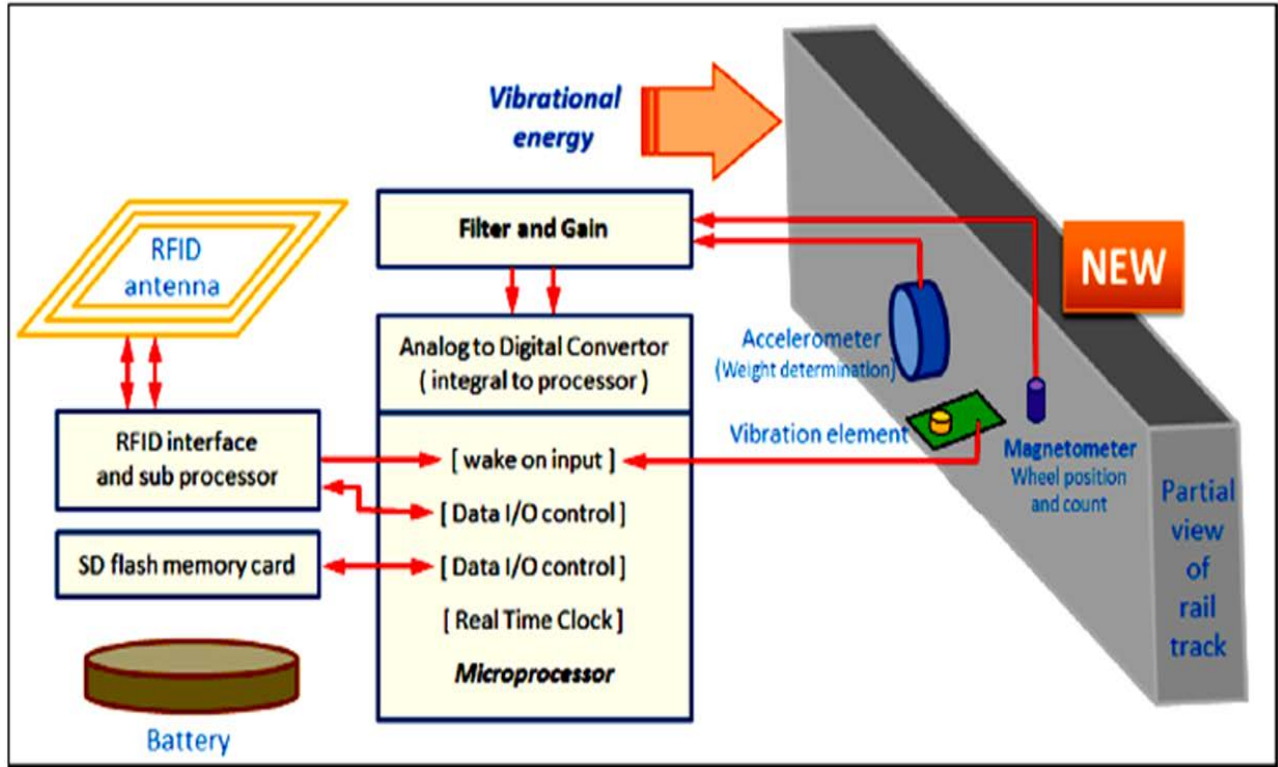 Vibrational
energy
Filter and Gain
NEW
RFID
antenna
Analog to Digital Convertor
( integral to processor )
Accelerometer
(Weight determination)
RFID interface
and sub processor
[ wake on input ]
Vibration element
Magnetometer
Wheel position
and count
[ Data I/O control ]
SD flash memory card
[ Data I/O control ]
[ Real Time Clock ]
Microprocessor
Battery
Partial
view
of
rail
track